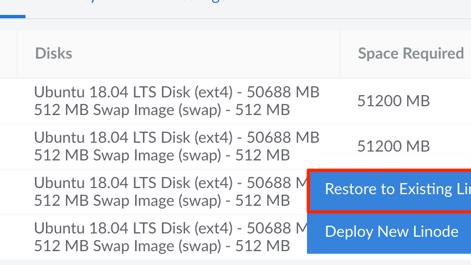 Disks Space Required
Ubuntu 18.04 LTS Disk (ext4) - 50688 MB
512 MB Swap Image (swap) - 512 MB
51200 MB
Ubuntu 18.04 LTS Disk (ext4) - 50688 MB
512 MB Swap Image (swap) - 512 MB
51200 MB
Ubuntu 18.04 LTS Disk (ext4) - 50688 M
512 MB Swap Image (swap) - 512 MB
Restore to Existing Li
Ubuntu 18.04 LTS Disk (ext4) - 50688 M
512 MB Swap Image (swap) - 512 MB
Deploy New Linode